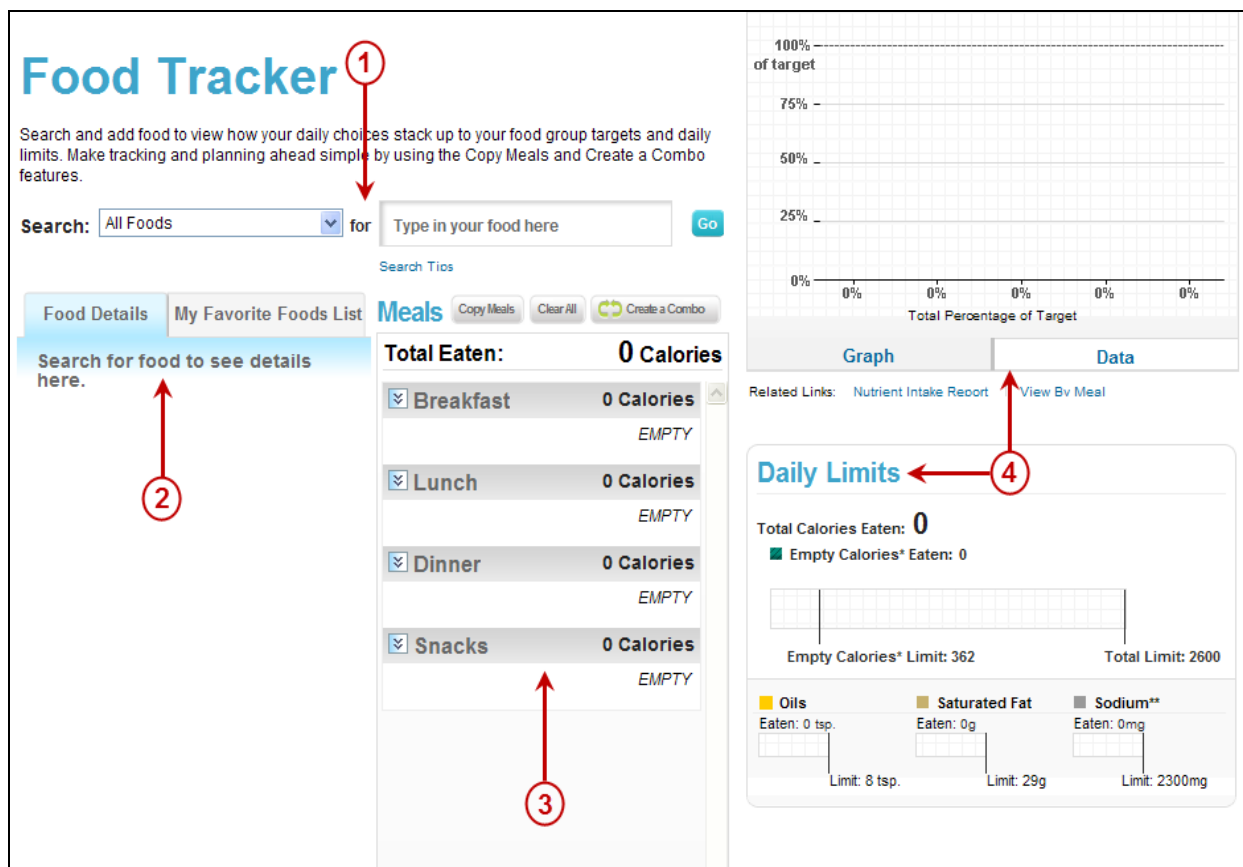 Food Tracker
1
Search and add food to view how your daily choices stack up to your food group targets and daily
limits. Make tracking and planning ahead simple by using the Copy Meals and Create a Combo
features.
Search: All Foods for Type in your food here Go
Search Tips
Food Details My Favorite Foods List
Search for food to see details
here.
2
Meals Copy Meals Clear All Create a Combo
Total Eaten: 0 Calories
Breakfast 0 Calories
EMPTY
Lunch 0 Calories
EMPTY
Dinner 0 Calories
EMPTY
Snacks 0 Calories
EMPTY
3
100%
of target
75%
50%
25%
0%
0% 0% 0% 0% 0%
Total Percentage of Target
Graph Data
Related Links: Nutrient Intake Report View By Meal
Daily Limits 4
Total Calories Eaten: 0
Empty Calories* Eaten: 0
Empty Calories* Limit: 362 Total Limit: 2600
Oils Saturated Fat Sodium**
Eaten: 0 tsp. Eaten: 0g Eaten: 0mg
Limit: 8 tsp. Limit: 29g Limit: 2300mg